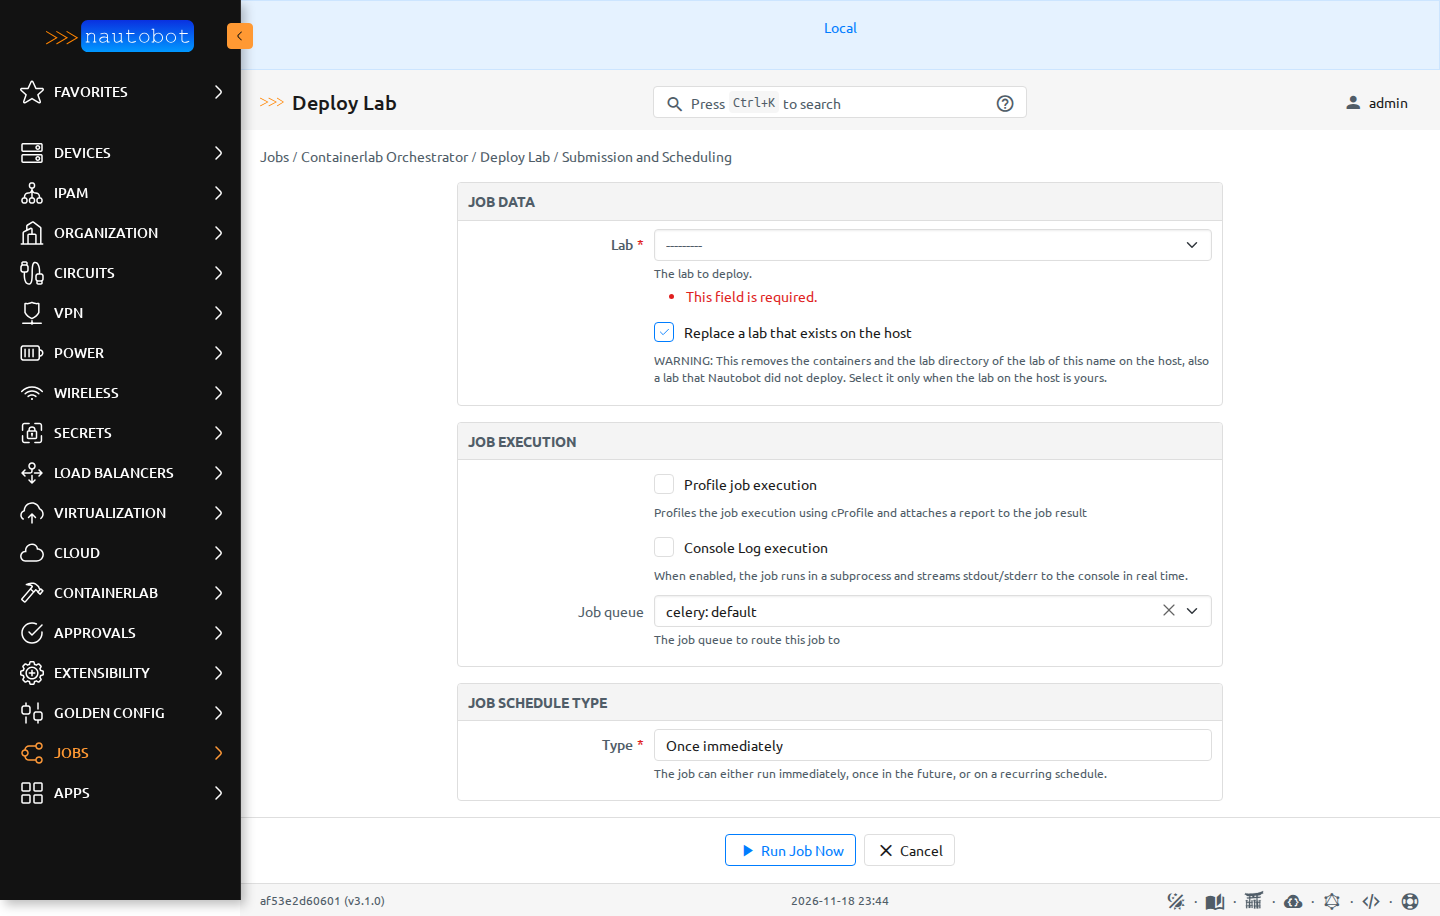 nautobot
Local
FAVORITES
Deploy Lab
Press Ctrl+K to search
admin
DEVICES
IPAM
ORGANIZATION
CIRCUITS
VPN
POWER
WIRELESS
SECRETS
LOAD BALANCERS
VIRTUALIZATION
CLOUD
CONTAINERLAB
APPROVALS
EXTENSIBILITY
GOLDEN CONFIG
JOBS
APPS
Jobs / Containerlab Orchestrator / Deploy Lab / Submission and Scheduling
JOB DATA
Lab *
---------
The lab to deploy.
This field is required.
Replace a lab that exists on the host
WARNING: This removes the containers and the lab directory of the lab of this name on the host, also
a lab that Nautobot did not deploy. Select it only when the lab on the host is yours.
JOB EXECUTION
Profile job execution
Profiles the job execution using cProfile and attaches a report to the job result
Console Log execution
When enabled, the job runs in a subprocess and streams stdout/stderr to the console in real time.
Job queue
celery: default
The job queue to route this job to
JOB SCHEDULE TYPE
Type *
Once immediately
The job can either run immediately, once in the future, or on a recurring schedule.
Run Job Now
Cancel
af53e2d60601 (v3.1.0)
2026-11-18 23:44